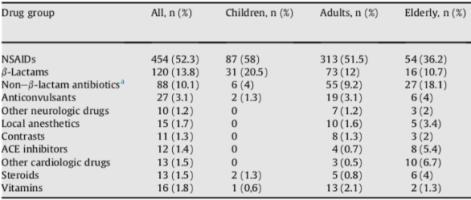 Drug group All, n (%) Children, n (%) Adults, n (%) Elderly, n (%)
NSAIDs 454 (52.3) 87 (58) 313 (51.5) 54 (36.2)
β-Lactams 120 (13.8) 31 (20.5) 73 (12) 16 (10.7)
Non–β-lactam antibioticsᵃ 88 (10.1) 6 (4) 55 (9.2) 27 (18.1)
Anticonvulsants 27 (3.1) 2 (1.3) 19 (3.1) 6 (4)
Other neurologic drugs 10 (1.2) 0 7 (1.2) 3 (2)
Local anesthetics 15 (1.7) 0 10 (1.6) 5 (3.4)
Contrasts 11 (1.3) 0 8 (1.3) 3 (2)
ACE inhibitors 12 (1.4) 0 4 (0.7) 8 (5.4)
Other cardiologic drugs 13 (1.5) 0 3 (0.5) 10 (6.7)
Steroids 13 (1.5) 2 (1.3) 5 (0.8) 6 (4)
Vitamins 16 (1.8) 1 (0,6) 13 (2.1) 2 (1.3)